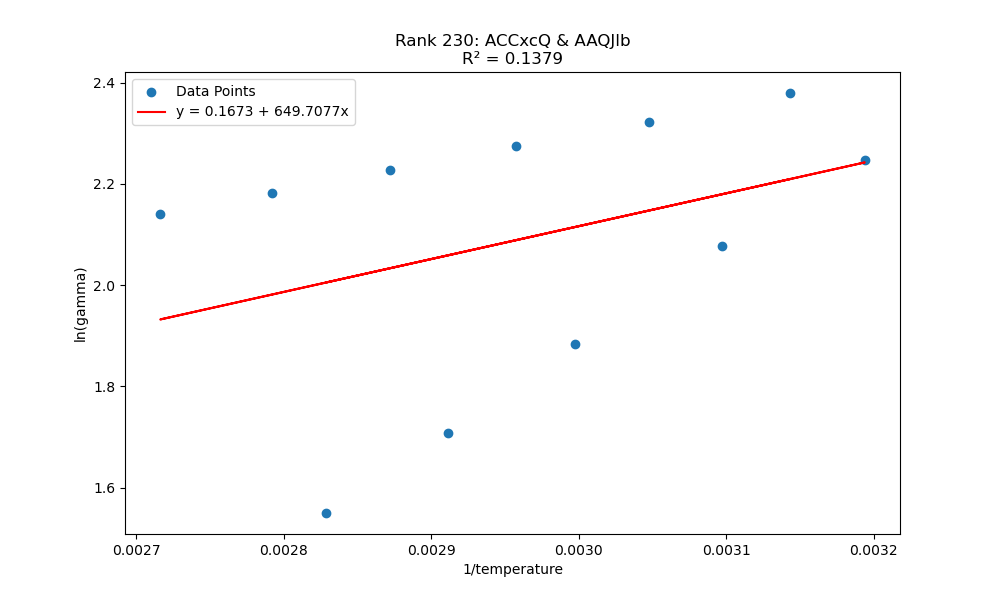 Rank 230: ACCxcQ & AAQJlb
R² = 0.1379
Data Points
y = 0.1673 + 649.7077x
2.4
2.2
2.0
1.8
1.6
ln(gamma)
0.0027
0.0028
0.0029
0.0030
0.0031
0.0032
1/temperature